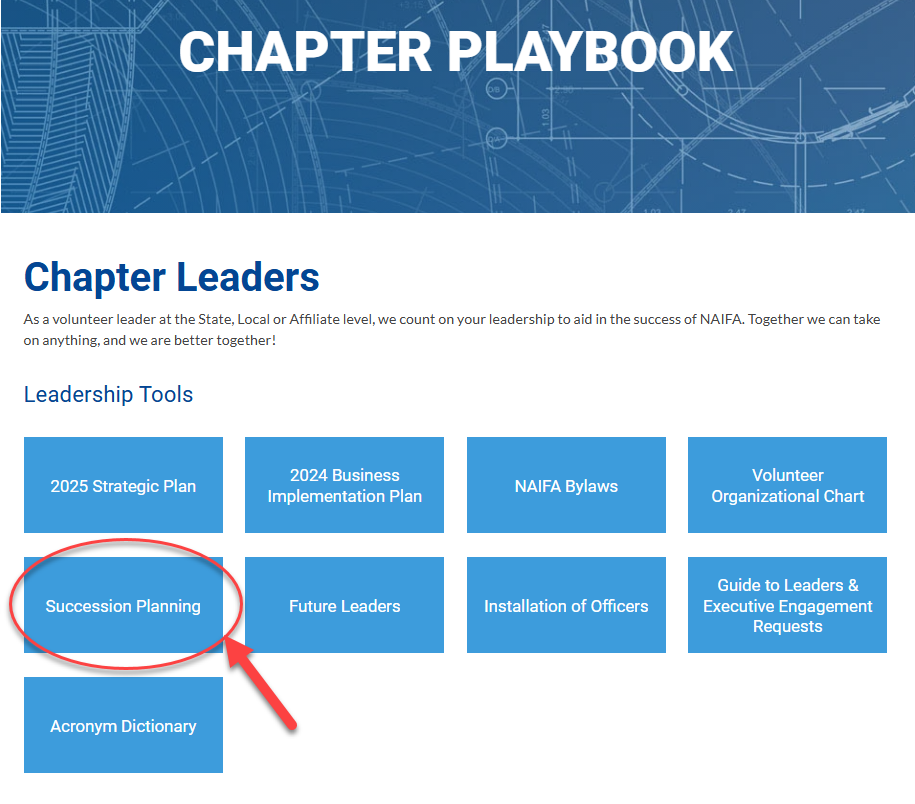 CHAPTER PLAYBOOK
Chapter Leaders
As a volunteer leader at the State, Local or Affiliate level, we count on your leadership to aid in the success of NAIFA. Together we can take
on anything, and we are better together!
Leadership Tools
2025 Strategic Plan
2024 Business
Implementation Plan
NAIFA Bylaws
Volunteer
Organizational Chart
Succession Planning
Future Leaders
Installation of Officers
Guide to Leaders &
Executive Engagement
Requests
Acronym Dictionary